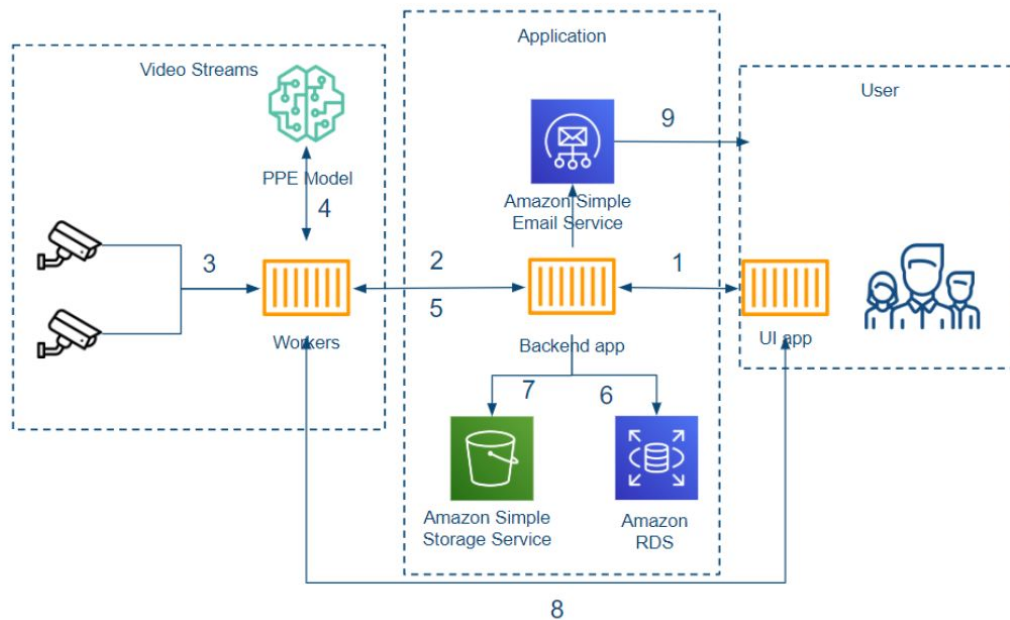 Application
Video Streams
User
9
PPE Model
Amazon Simple
Email Service
4
3
2
1
5
Workers
Backend app
UI app
7
6
Amazon Simple
Storage Service
Amazon
RDS
8